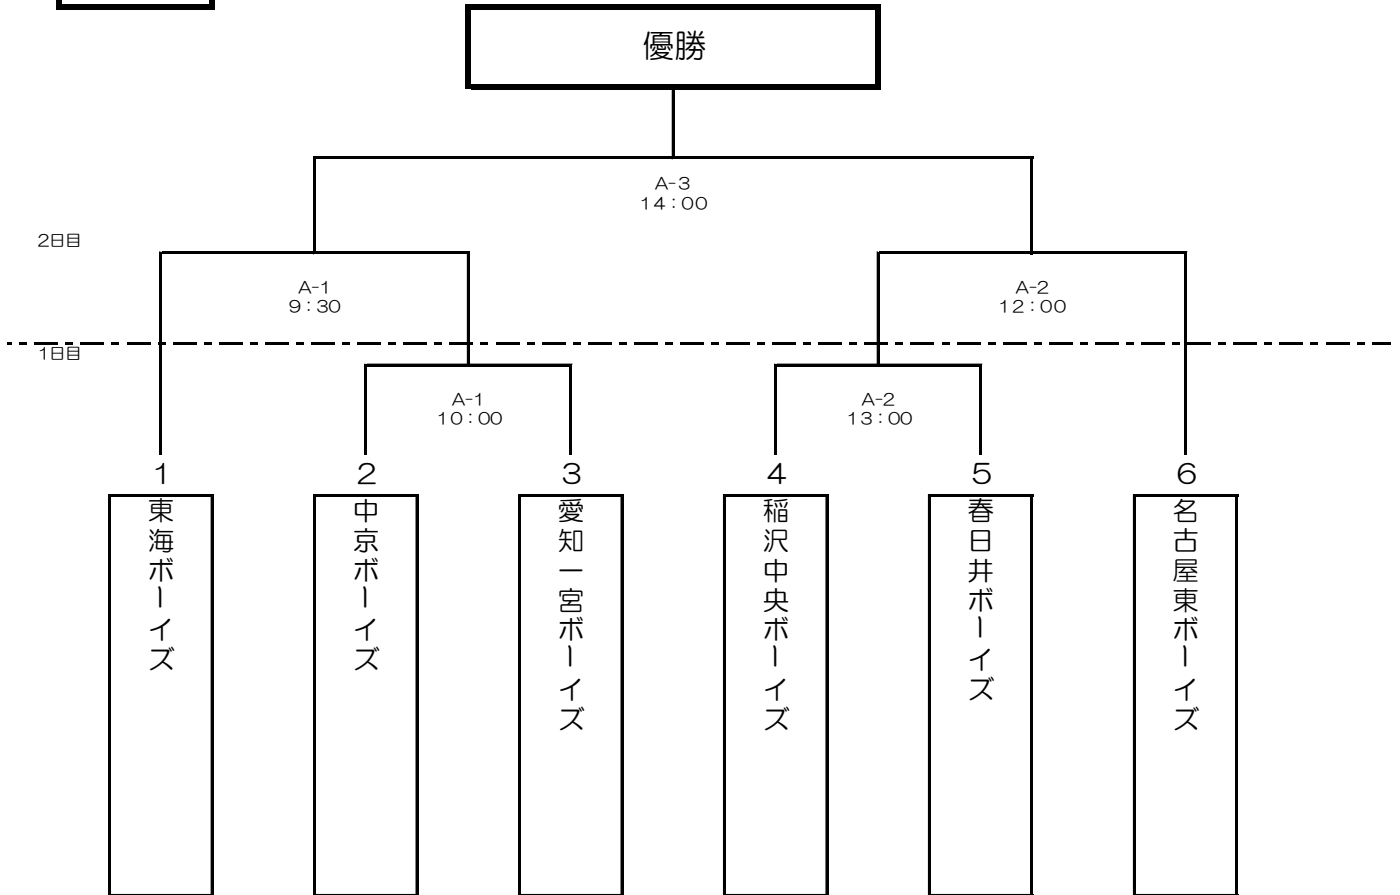 優勝
A-3
14:00
2日目
A-1
9:30
A-2
12:00
1日目
A-1
10:00
A-2
13:00
1
2
3
4
5
6
東海ボーイズ
中京ボーイズ
愛知一宮ボーイズ
稲沢中央ボーイズ
春日井ボーイズ
名古屋東ボーイズ